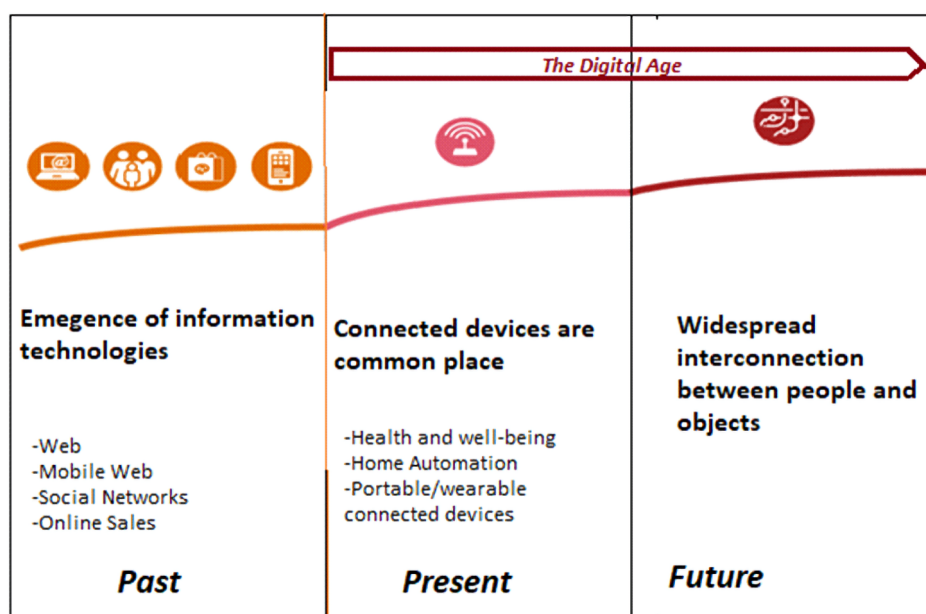 The Digital Age
Emegence of information
technologies
-Web
-Mobile Web
-Social Networks
-Online Sales
Past
Connected devices are
common place
-Health and well-being
-Home Automation
-Portable/wearable
connected devices
Present
Widespread
interconnection
between people and
objects
Future